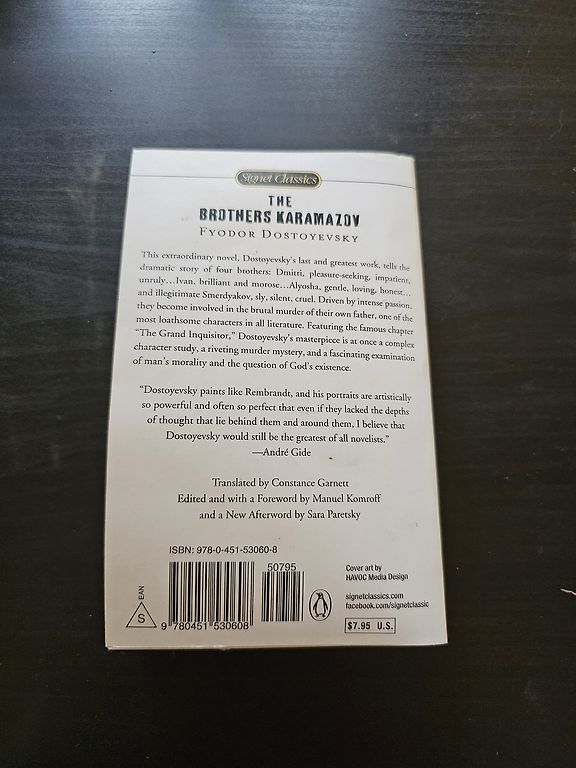 Signet Classics
THE
BROTHERS KARAMAZOV
FYODOR DOSTOYEVSKY
This extraordinary novel, Dostoyevsky's last and greatest work, tells the
dramatic story of four brothers: Dmitri, pleasure-seeking, impatient,
unruly...Ivan, brilliant and morose...Alyosha, gentle, loving, honest...
and illegitimate Smerdyakov, sly, silent, cruel. Driven by intense passion,
they become involved in the brutal murder of their own father, one of the
most loathsome characters in all literature. Featuring the famous chapter
"The Grand Inquisitor," Dostoyevsky's masterpiece is at once a complex
character study, a riveting murder mystery, and a fascinating examination
of man's morality and the question of God's existence.
"Dostoyevsky paints like Rembrandt, and his portraits are artistically
so powerful and often so perfect that even if they lacked the depths
of thought that lie behind them and around them, I believe that
Dostoyevsky would still be the greatest of all novelists."
—André Gide
Translated by Constance Garnett
Edited and with a Foreword by Manuel Komroff
and a New Afterword by Sara Paretsky
ISBN: 978-0-451-53060-8
50795
EAN
S
9 780451 530608
Cover art by
HAVOC Media Design
signetclassics.com
facebook.com/signetclassic
$7.95 U.S.